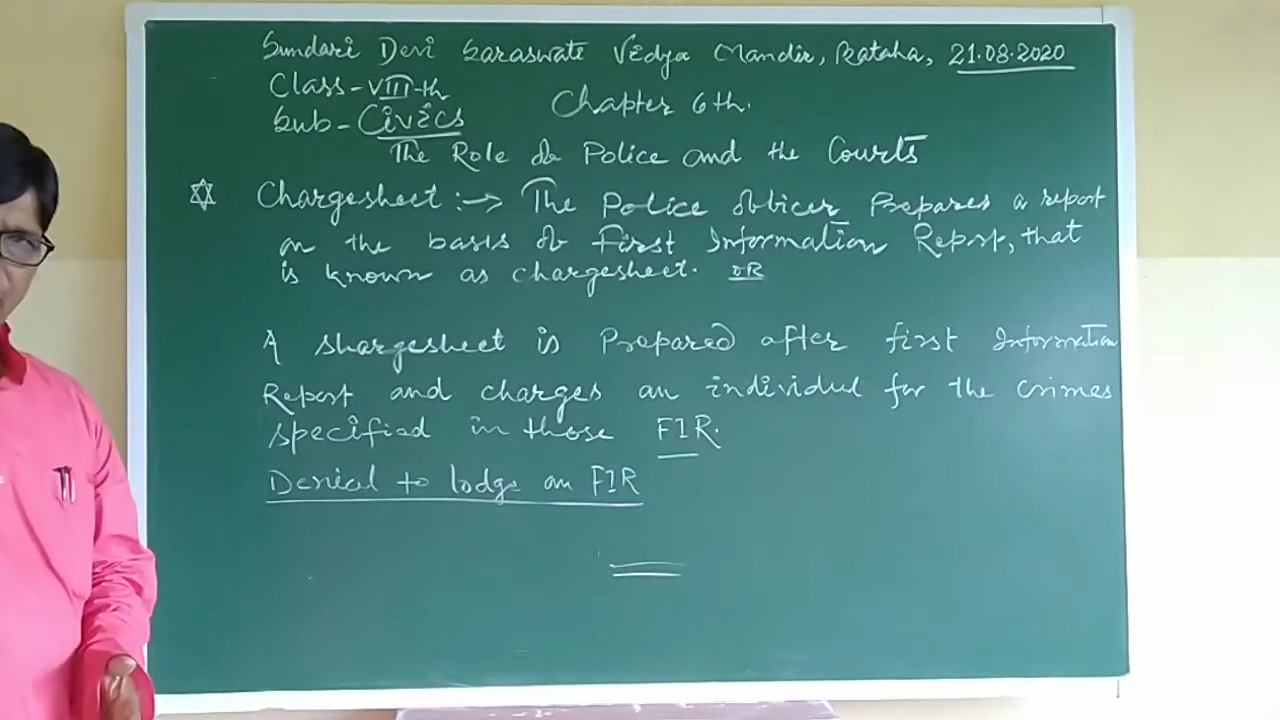 Sundari Devi Saraswati Vidya Mandir, Rataha, 21.08.2020
Class-VIII-th
Chapter 6th.
Sub-Civics
The Role of Police and the Courts
Chargesheet :-> The Police officer Prepares a report
on the basis of First Information Report, that
is known as chargesheet. OR
A shargesheet is Prepared after first Information
Report and charges an individul for the crimes
specified in those FIR.
Denial to lodge an FIR